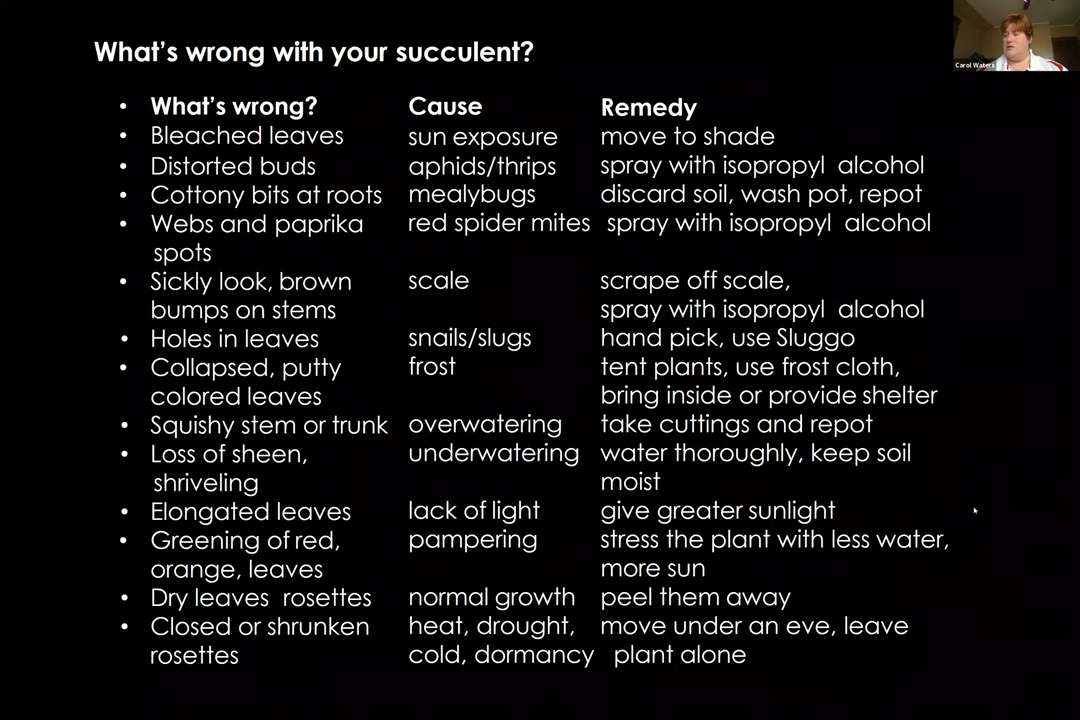 What's wrong with your succulent?
Carol Waters
• What's wrong? Cause Remedy
• Bleached leaves sun exposure move to shade
• Distorted buds aphids/thrips spray with isopropyl alcohol
• Cottony bits at roots mealybugs discard soil, wash pot, repot
• Webs and paprika red spider mites spray with isopropyl alcohol
spots
• Sickly look, brown scale scrape off scale,
bumps on stems spray with isopropyl alcohol
• Holes in leaves snails/slugs hand pick, use Sluggo
• Collapsed, putty frost tent plants, use frost cloth,
colored leaves bring inside or provide shelter
• Squishy stem or trunk overwatering take cuttings and repot
• Loss of sheen, underwatering water thoroughly, keep soil
shriveling moist
• Elongated leaves lack of light give greater sunlight
• Greening of red, pampering stress the plant with less water,
orange, leaves more sun
• Dry leaves rosettes normal growth peel them away
• Closed or shrunken heat, drought, move under an eve, leave
rosettes cold, dormancy plant alone